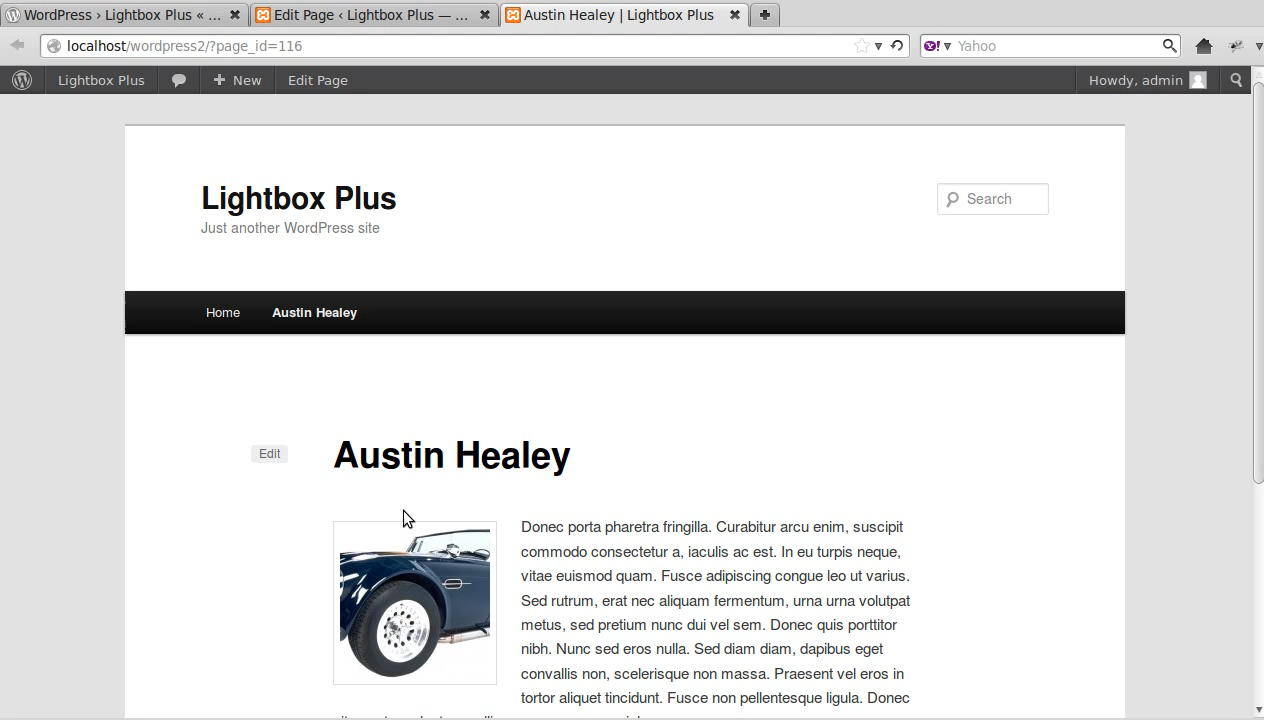 WordPress › Lightbox Plus « ...
Edit Page ‹ Lightbox Plus — ...
Austin Healey | Lightbox Plus
localhost/wordpress2/?page_id=116
Y!
Yahoo
Lightbox Plus
New
Edit Page
Howdy, admin
Lightbox Plus
Just another WordPress site
Search
Home
Austin Healey
Edit
Austin Healey
Donec porta pharetra fringilla. Curabitur arcu enim, suscipit
commodo consectetur a, iaculis ac est. In eu turpis neque,
vitae euismod quam. Fusce adipiscing congue leo ut varius.
Sed rutrum, erat nec aliquam fermentum, urna urna volutpat
metus, sed pretium nunc dui vel sem. Donec quis porttitor
nibh. Nunc sed eros nulla. Sed diam diam, dapibus eget
convallis non, scelerisque non massa. Praesent vel eros in
tortor aliquet tincidunt. Fusce non pellentesque ligula. Donec